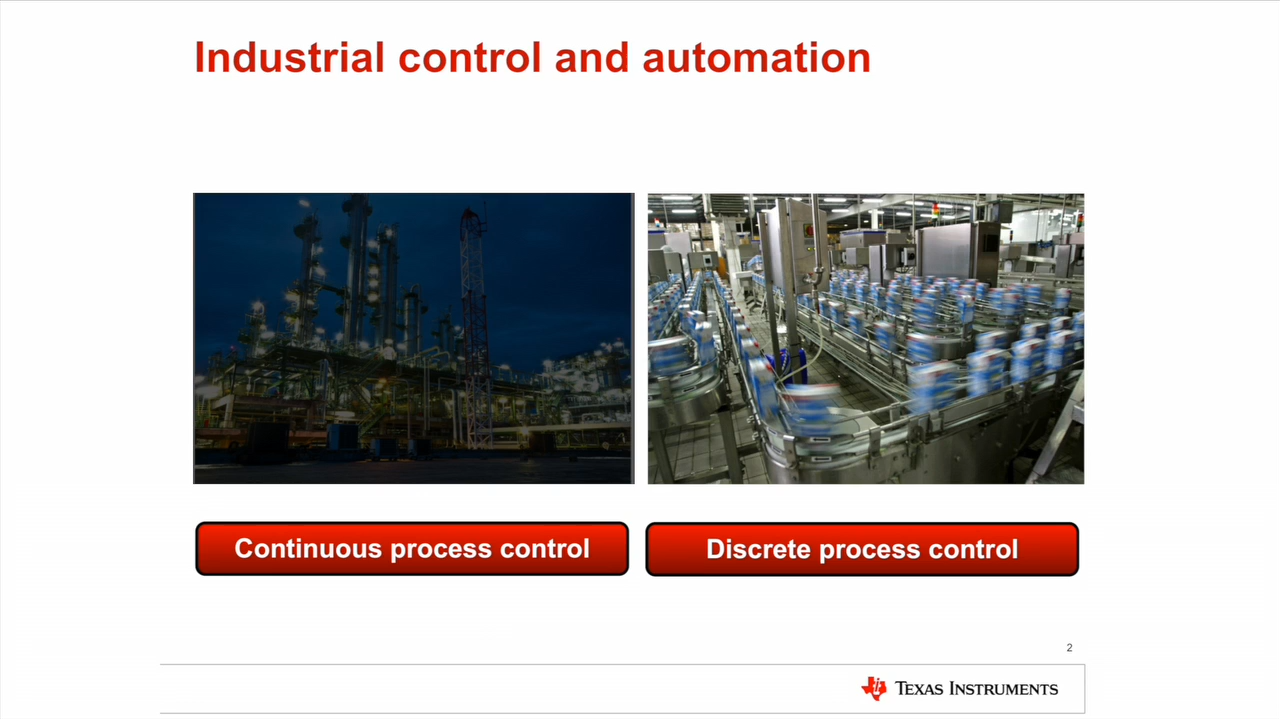 Industrial control and automation
Continuous process control
Discrete process control
2
TEXAS INSTRUMENTS